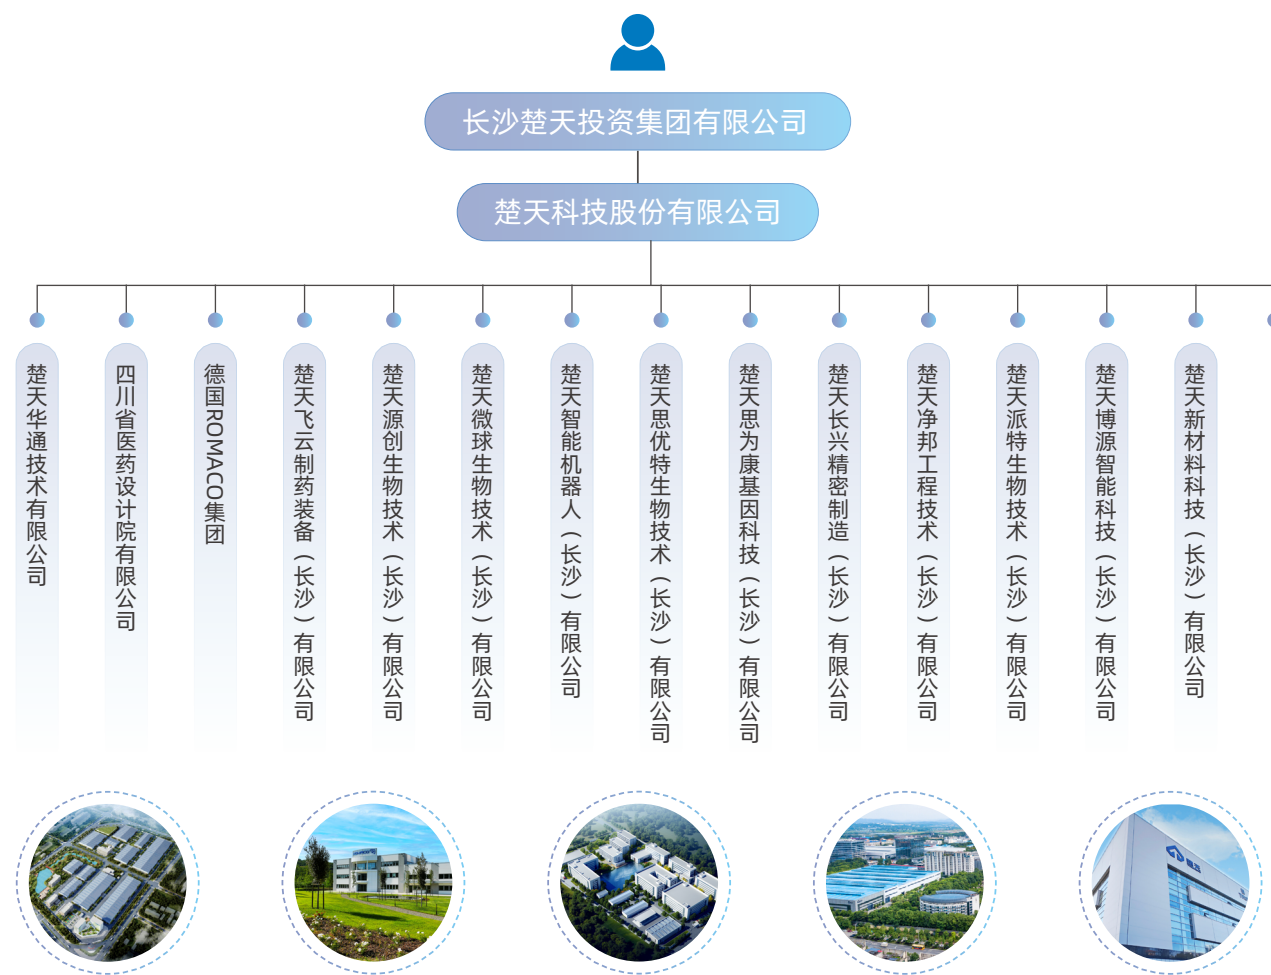 长沙楚天投资集团有限公司
楚天科技股份有限公司
楚天华通技术有限公司
四川省医药设计院有限公司
德国ROMACO集团
楚天飞云制药装备（长沙）有限公司
楚天源创生物技术（长沙）有限公司
楚天微球生物技术（长沙）有限公司
楚天智能机器人（长沙）有限公司
楚天思优特生物技术（长沙）有限公司
楚天思为康基因科技（长沙）有限公司
楚天长兴精密制造（长沙）有限公司
楚天净邦工程技术（长沙）有限公司
楚天派特生物技术（长沙）有限公司
楚天博源智能科技（长沙）有限公司
楚天新材料科技（长沙）有限公司
楚天